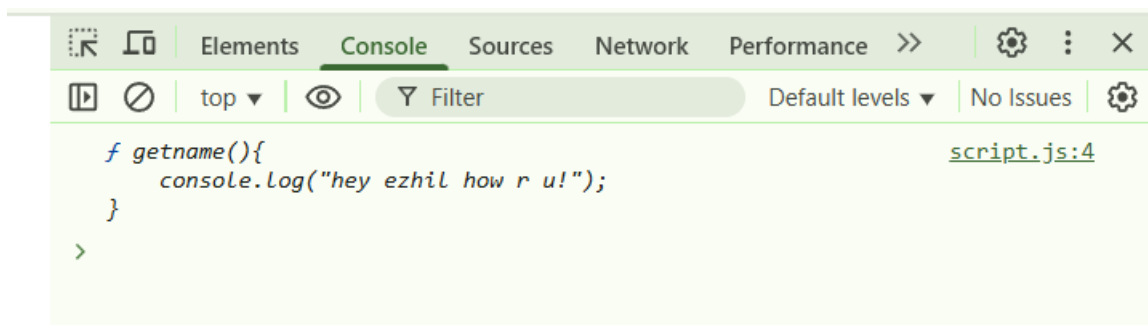 Elements Console Sources Network Performance >>
top ▼ Filter Default levels ▼ No Issues
ƒ getname(){ script.js:4
console.log("hey ezhil how r u!");
}
>